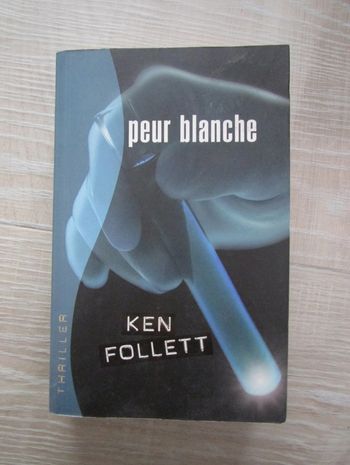 peur blanche
KEN
FOLLETT
THRILLER